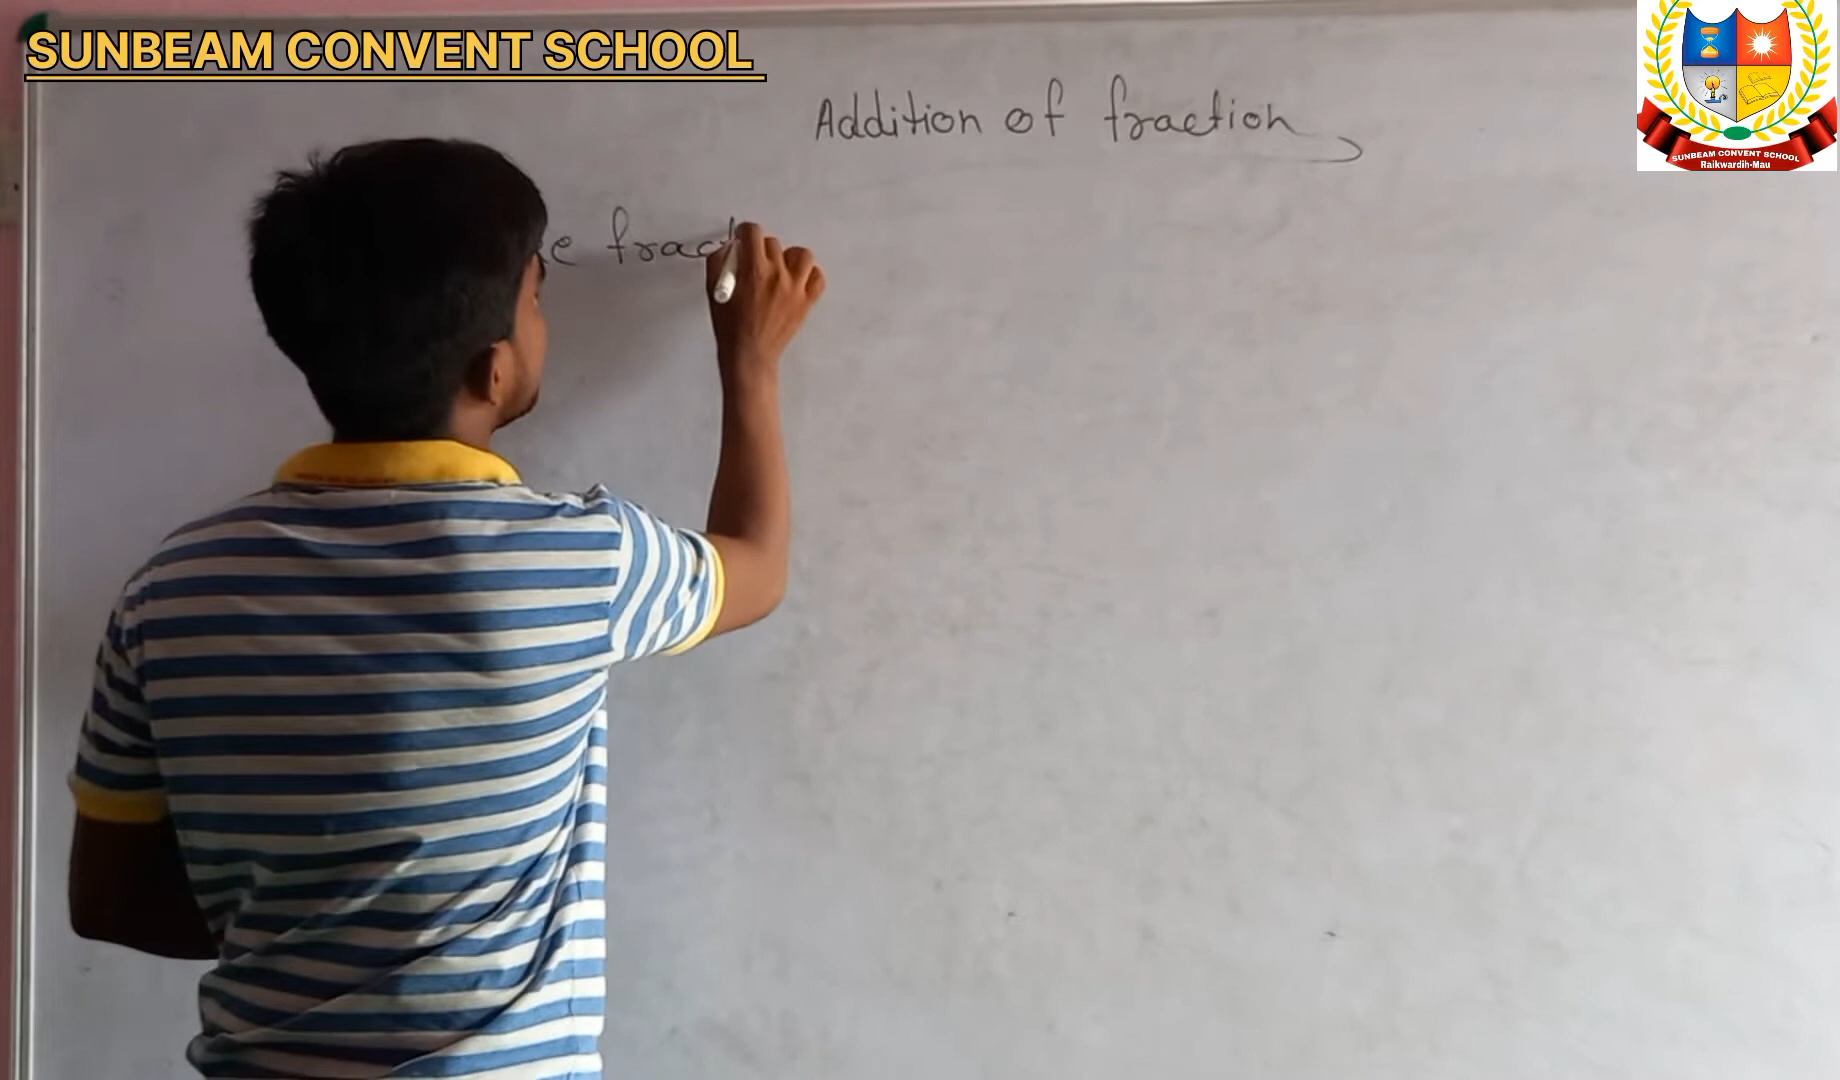 SUNBEAM CONVENT SCHOOL
SUNBEAM CONVENT SCHOOL
Raikwardih-Mau
Addition of fraction